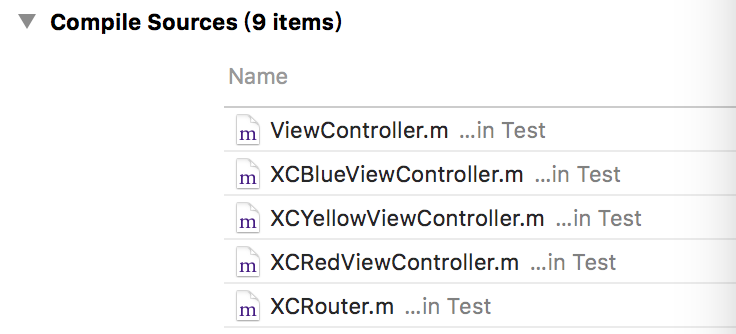 Compile Sources (9 items)
Name
m ViewController.m ...in Test
m XCBlueViewController.m ...in Test
m XCYellowViewController.m ...in Test
m XCRedViewController.m ...in Test
m XCRouter.m ...in Test